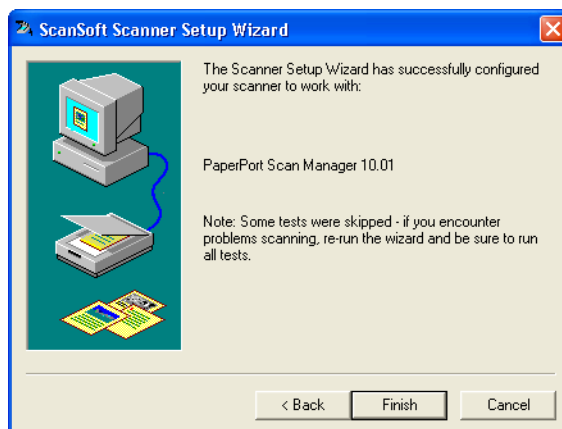 ScanSoft Scanner Setup Wizard
The Scanner Setup Wizard has successfully configured
your scanner to work with:
PaperPort Scan Manager 10.01
Note: Some tests were skipped - if you encounter
problems scanning, re-run the wizard and be sure to run
all tests.
< Back Finish Cancel